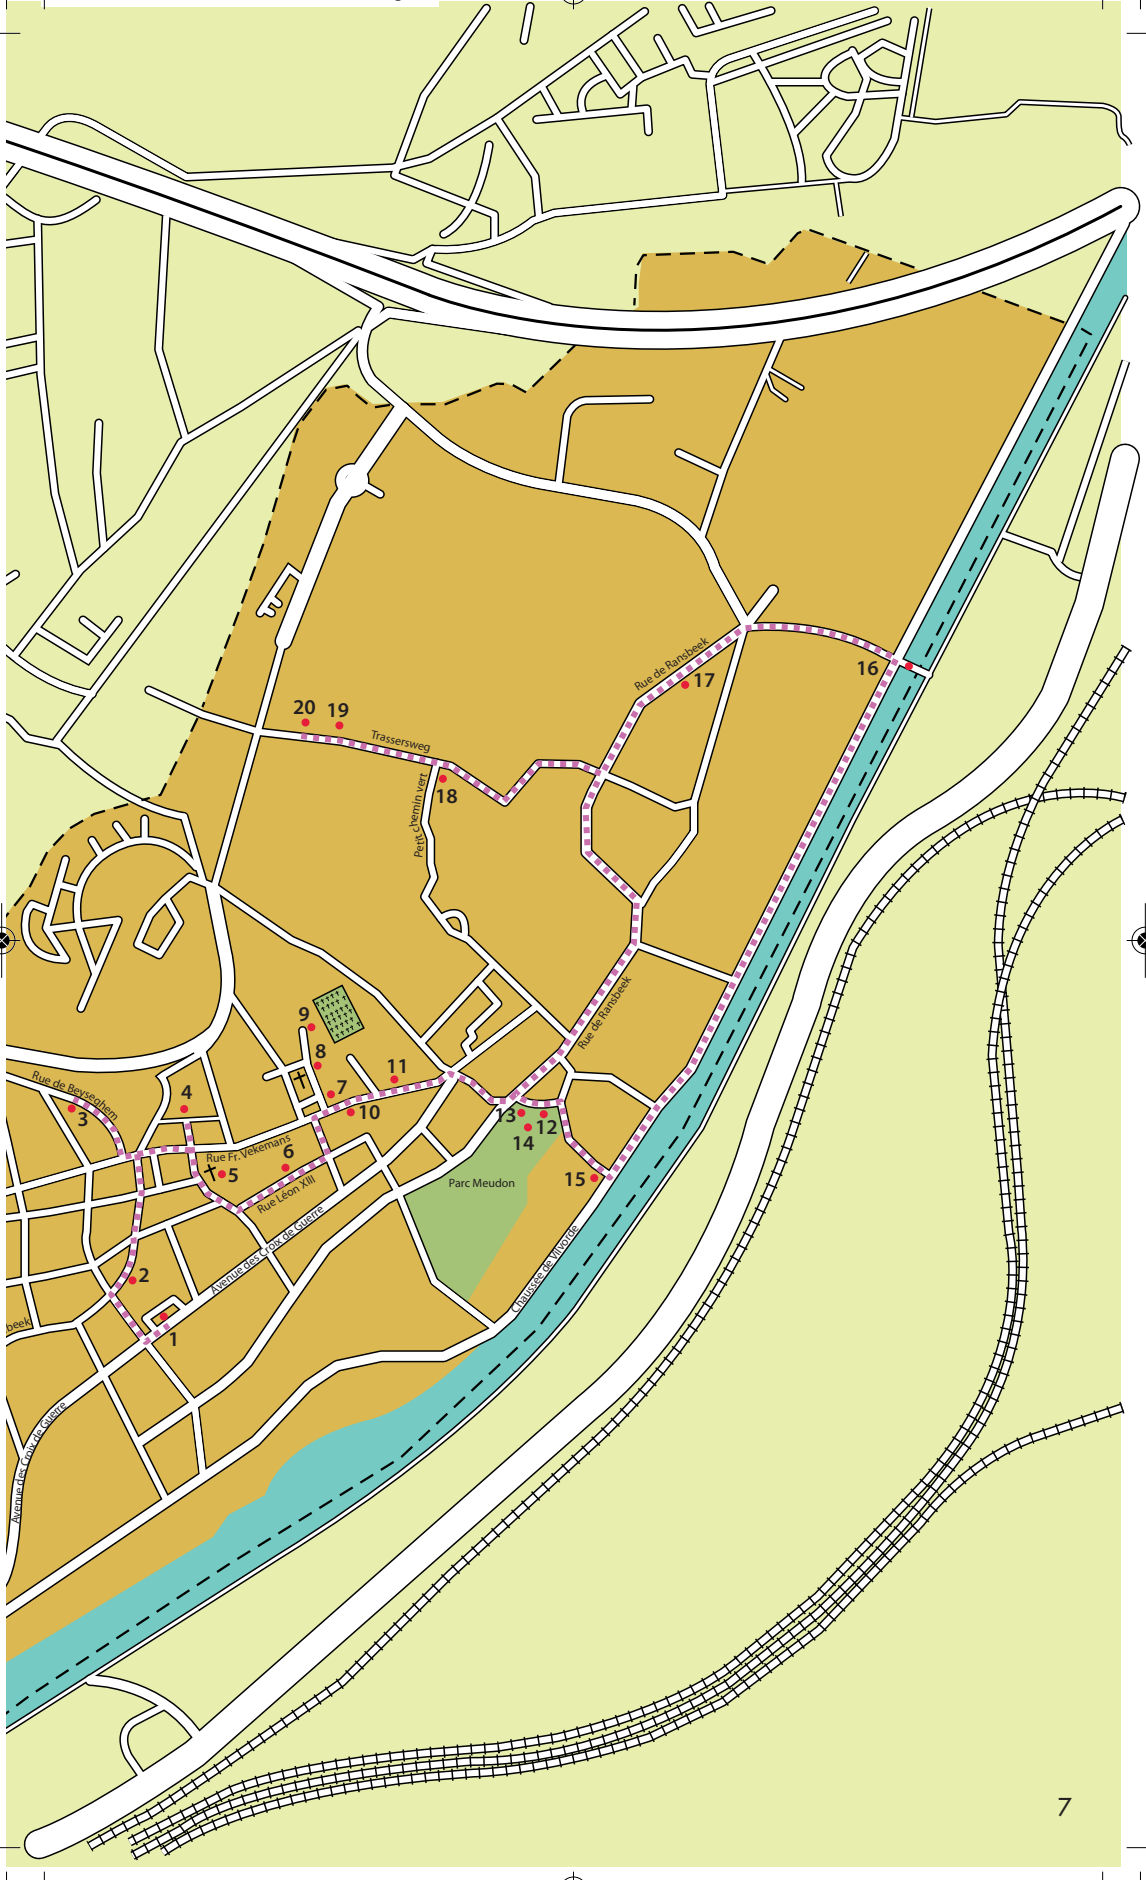 16
Rue de Ransbeek
17
20
19
Trassersweg
18
Petit chemin vert
9
8
11
7
10
Rue de Ransbeek
Rue de Beyseghem
4
3
13
12
14
Rue Fr. Vekemans
6
5
15
Parc Meudon
Rue Léon XIII
Avenue des Croix de Guerre
Chaussée de Vilvorde
2
beek
1
Avenue des Croix de Guerre
7